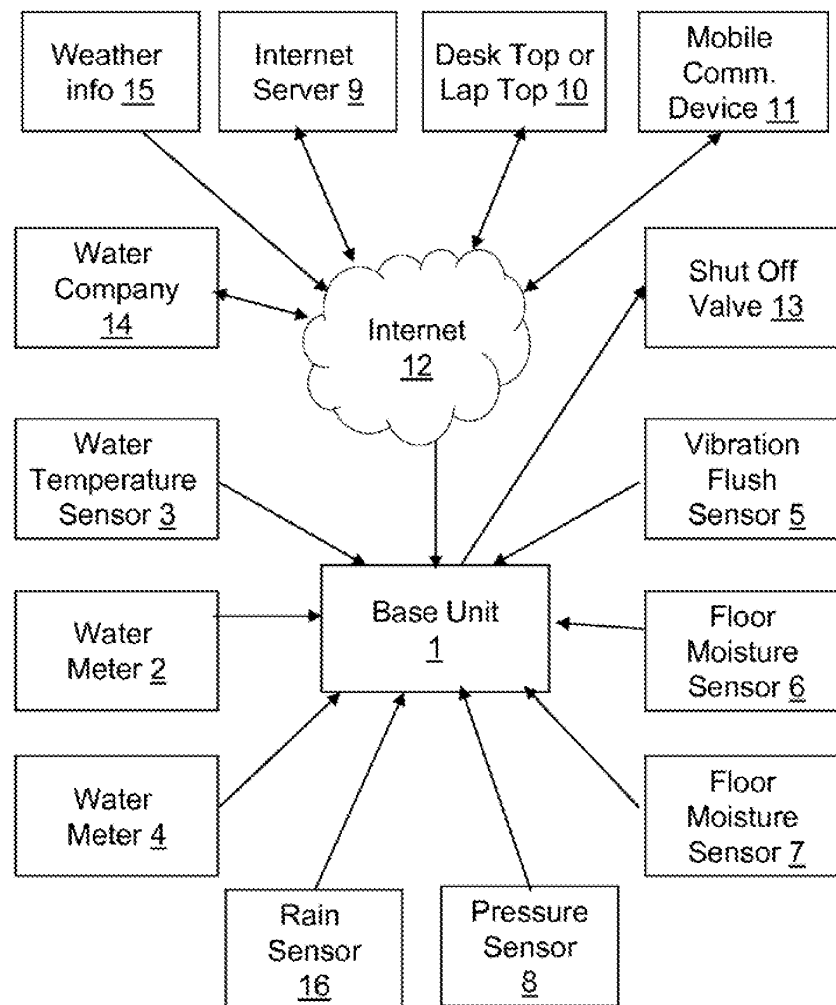 Weather
info 15
Internet
Server 9
Desk Top or
Lap Top 10
Mobile
Comm.
Device 11
Water
Company
14
Internet
12
Shut Off
Valve 13
Water
Temperature
Sensor 3
Vibration
Flush
Sensor 5
Base Unit
1
Water
Meter 2
Floor
Moisture
Sensor 6
Water
Meter 4
Floor
Moisture
Sensor 7
Rain
Sensor
16
Pressure
Sensor
8